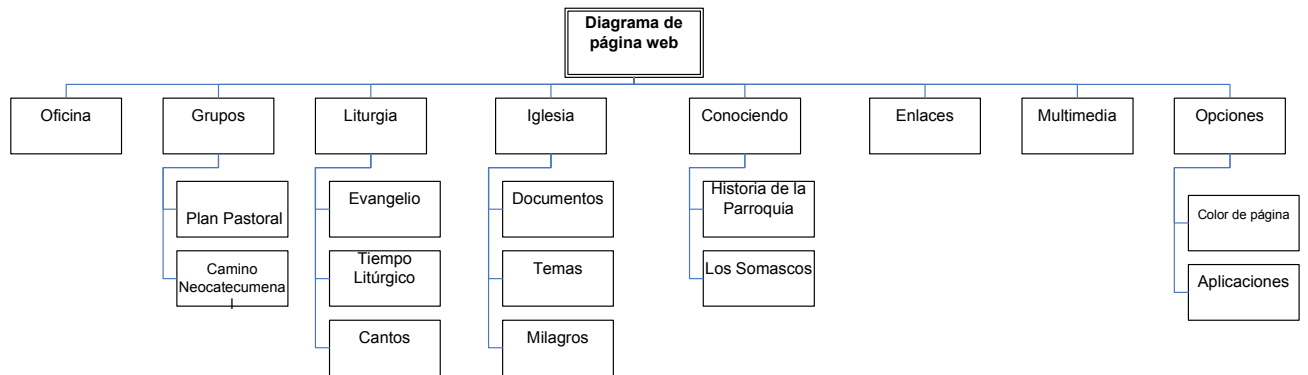 Diagrama de
página web
Oficina
Grupos
Liturgia
Iglesia
Conociendo
Enlaces
Multimedia
Opciones
Plan Pastoral
Camino
Neocatecumena
l
Evangelio
Tiempo
Litúrgico
Cantos
Documentos
Temas
Milagros
Historia de la
Parroquia
Los Somascos
Color de página
Aplicaciones